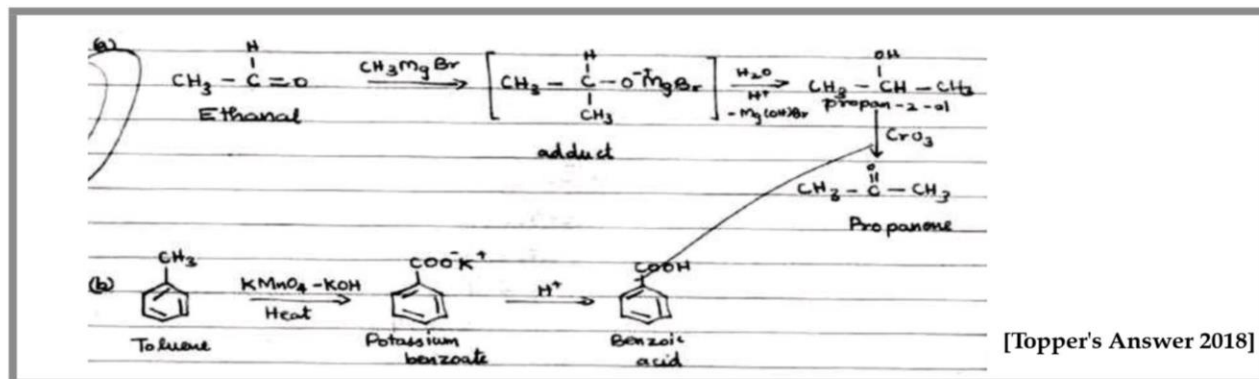 (a)
H
CH₃ – C = O
Ethanal
CH₃MgBr
H
CH₃ – C – O⁻⁺MgBr
CH₃
adduct
H₂O
H⁺
– Mg(OH)Br
OH
CH₃ – CH – CH₃
propan-2-ol
CrO₃
O
CH₃ – C – CH₃
Propanone
(b)
CH₃
Toluene
KMnO₄ -KOH
Heat
COO⁻K⁺
Potassium
benzoate
H⁺
COOH
Benzoic
acid
[Topper's Answer 2018]